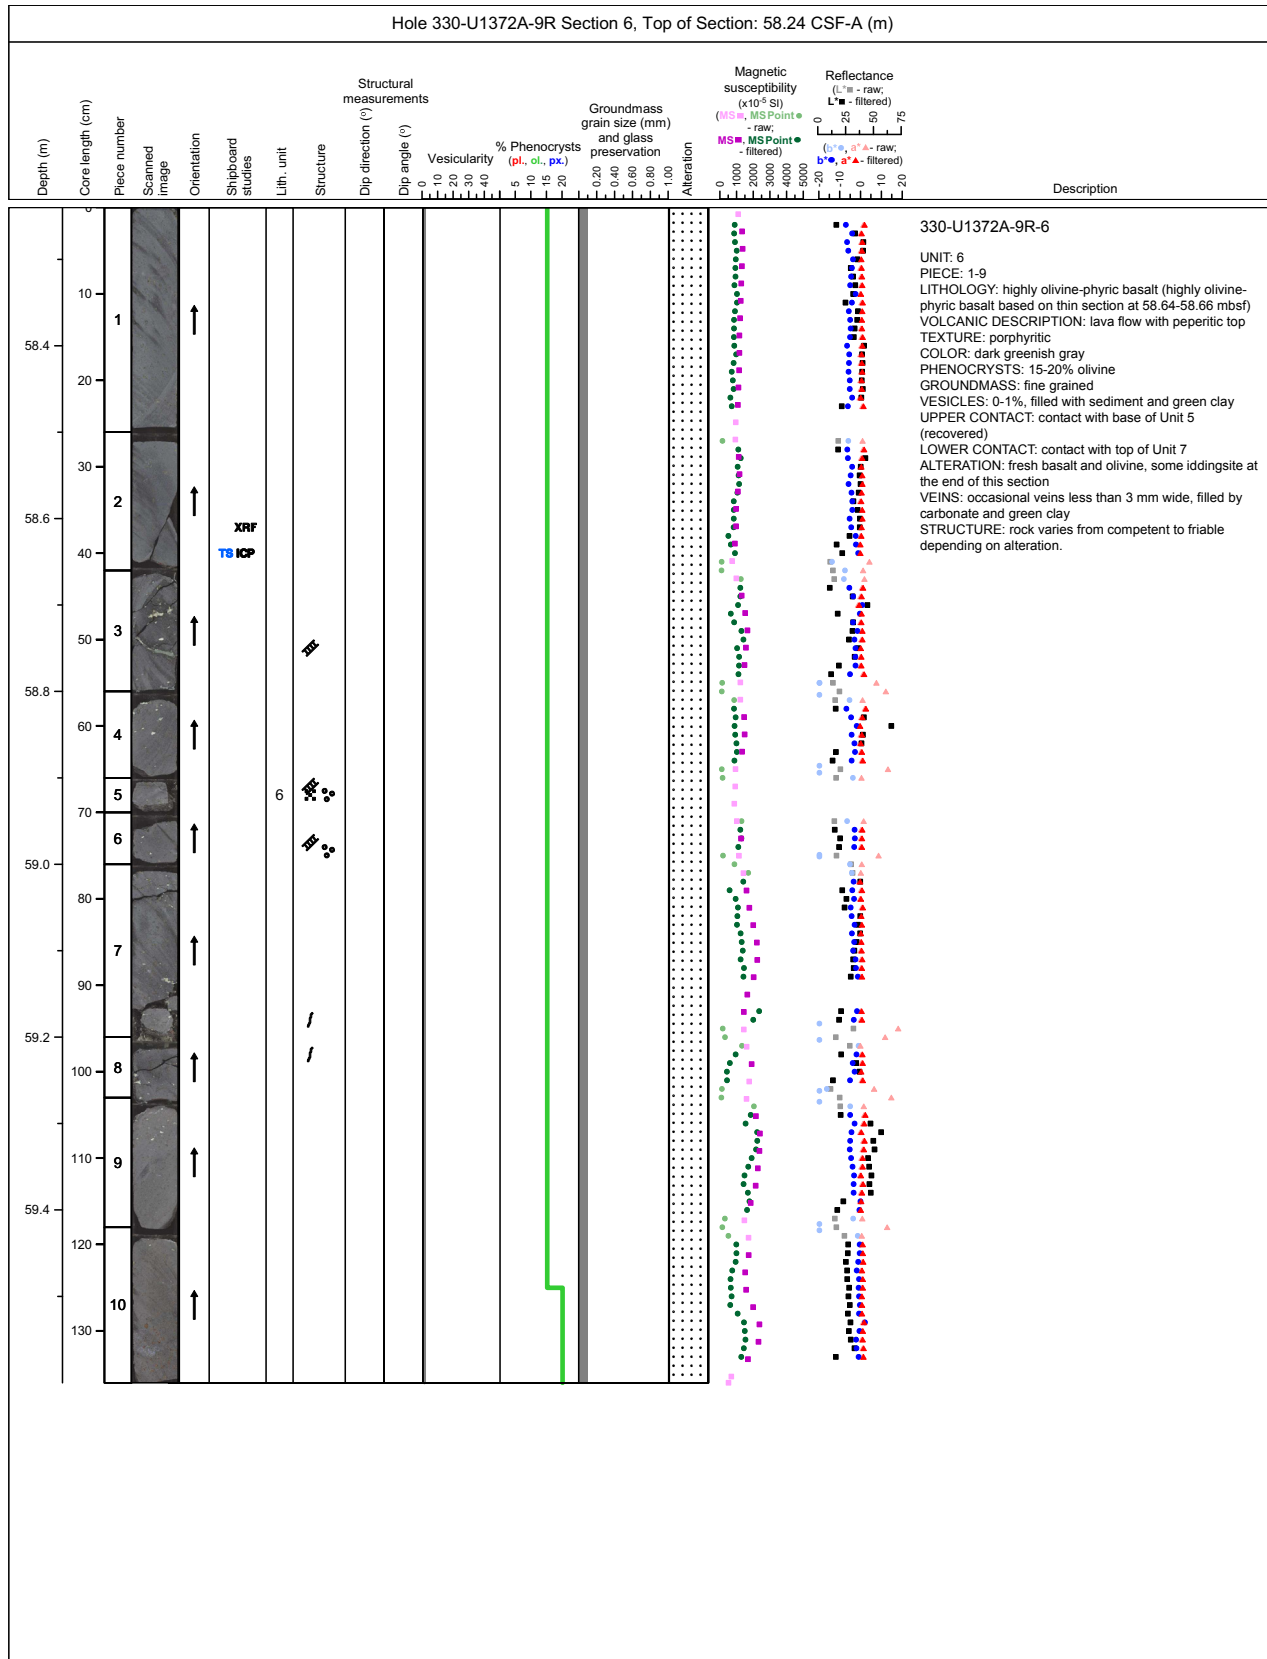 Hole 330-U1372A-9R Section 6, Top of Section: 58.24 CSF-A (m)
Depth (m)
Core length (cm)
Piece number
Scanned
image
Orientation
Shipboard
studies
Lith. unit
Structure
Structural
measurements
Dip direction (°)
Dip angle (°)
Vesicularity
0 10 20 30 40
% Phenocrysts
(pl., ol., px.)
5 10 15 20
Groundmass
grain size (mm)
and glass
preservation
0.20 0.40 0.60 0.80 1.00
Alteration
Magnetic
susceptibility
(x10-5 SI)
(MS■, MSPoint●
- raw;
MS■, MSPoint●
- filtered)
0 1000 2000 3000 4000 5000
Reflectance
(L*■ - raw;
L*■ - filtered)
0 25 50 75
(b*●, a*▲- raw;
b*●, a*▲- filtered)
-20 -10 0 10 20
Description
0
10
1
58.4
20
30
2
58.6
XRF
TS ICP
40
3
50
58.8
60
4
5
6
70
6
59.0
80
7
90
59.2
8
100
9
110
59.4
120
10
130
330-U1372A-9R-6
UNIT: 6
PIECE: 1-9
LITHOLOGY: highly olivine-phyric basalt (highly olivine-
phyric basalt based on thin section at 58.64-58.66 mbsf)
VOLCANIC DESCRIPTION: lava flow with peperitic top
TEXTURE: porphyritic
COLOR: dark greenish gray
PHENOCRYSTS: 15-20% olivine
GROUNDMASS: fine grained
VESICLES: 0-1%, filled with sediment and green clay
UPPER CONTACT: contact with base of Unit 5
(recovered)
LOWER CONTACT: contact with top of Unit 7
ALTERATION: fresh basalt and olivine, some iddingsite at
the end of this section
VEINS: occasional veins less than 3 mm wide, filled by
carbonate and green clay
STRUCTURE: rock varies from competent to friable
depending on alteration.